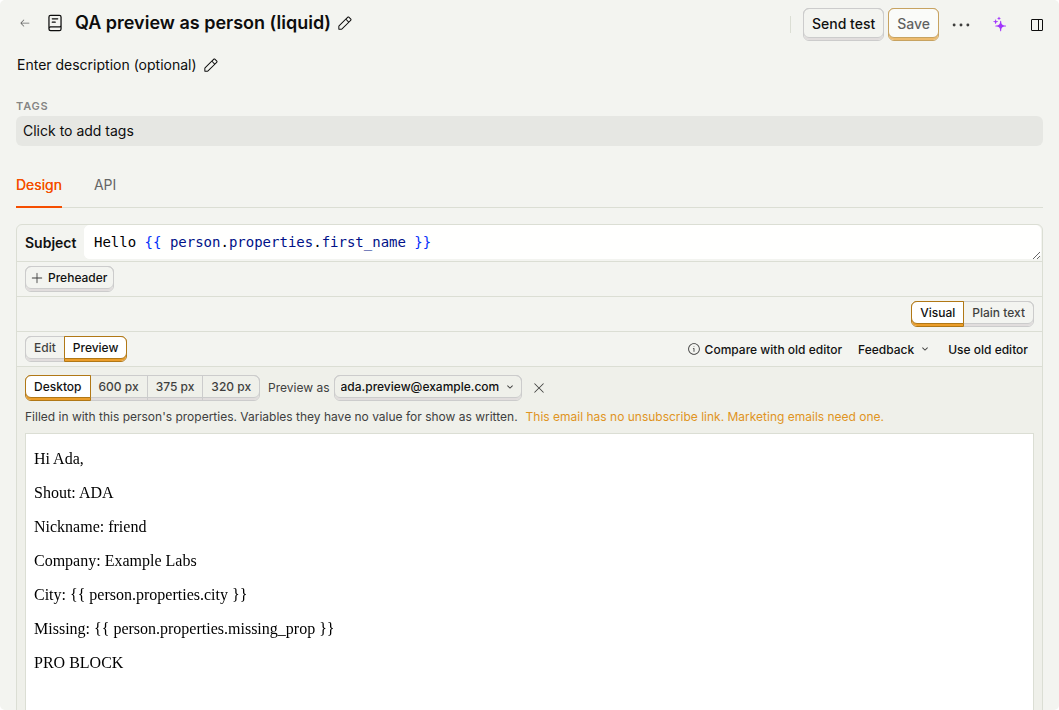 QA preview as person (liquid)
Send test
Save
Enter description (optional)
TAGS
Click to add tags
Design
API
Subject
Hello {{ person.properties.first_name }}
Preheader
Visual
Plain text
Edit
Preview
Compare with old editor
Feedback
Use old editor
Desktop
600 px
375 px
320 px
Preview as
ada.preview@example.com
Filled in with this person's properties. Variables they have no value for show as written.
This email has no unsubscribe link. Marketing emails need one.
Hi Ada,
Shout: ADA
Nickname: friend
Company: Example Labs
City: {{ person.properties.city }}
Missing: {{ person.properties.missing_prop }}
PRO BLOCK